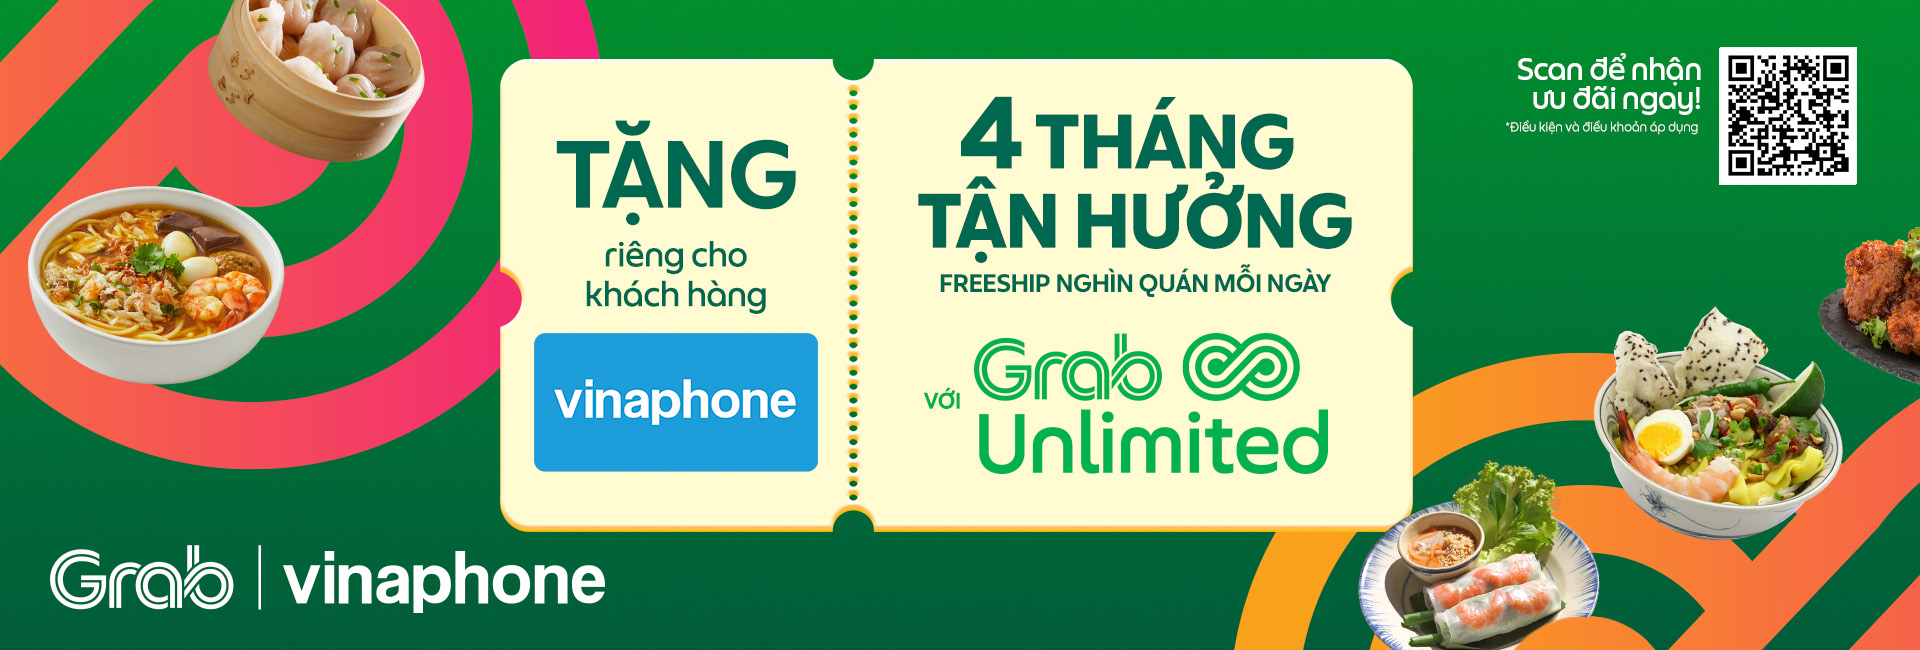 TẶNG
riêng cho
khách hàng
vinaphone
4 THÁNG
TẬN HƯỞNG
FREESHIP NGHÌN QUÁN MỖI NGÀY
với Grab
Unlimited
Scan để nhận
ưu đãi ngay!
*Điều kiện và điều khoản áp dụng
Grab | vinaphone